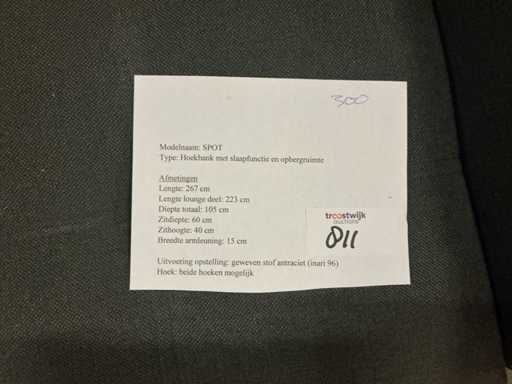 300
Modelnaam: SPOT
Type: Hoekbank met slaapfunctie en opbergruimte
Afmetingen
Lengte: 267 cm
Lengte lounge deel: 223 cm
Diepte totaal: 105 cm
Zitdiepte: 60 cm
Zithoogte: 40 cm
Breedte armleuning: 15 cm
troostwijk
AUCTIONS
811
Uitvoering opstelling: geweven stof antraciet (inari 96)
Hoek: beide hoeken mogelijk